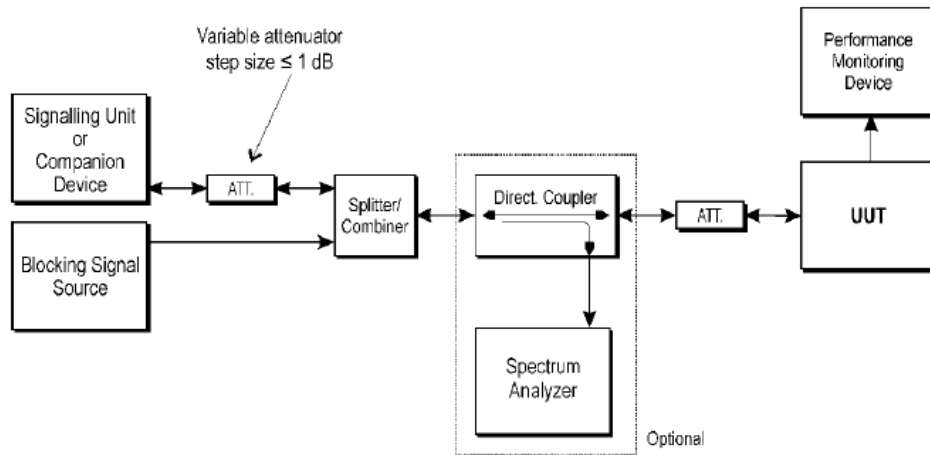 Variable attenuator
step size ≤ 1 dB
Performance
Monitoring
Device
Signalling Unit
or
Companion
Device
ATT.
Splitter/
Combiner
Direct. Coupler
ATT.
UUT
Blocking Signal
Source
Spectrum
Analyzer
Optional